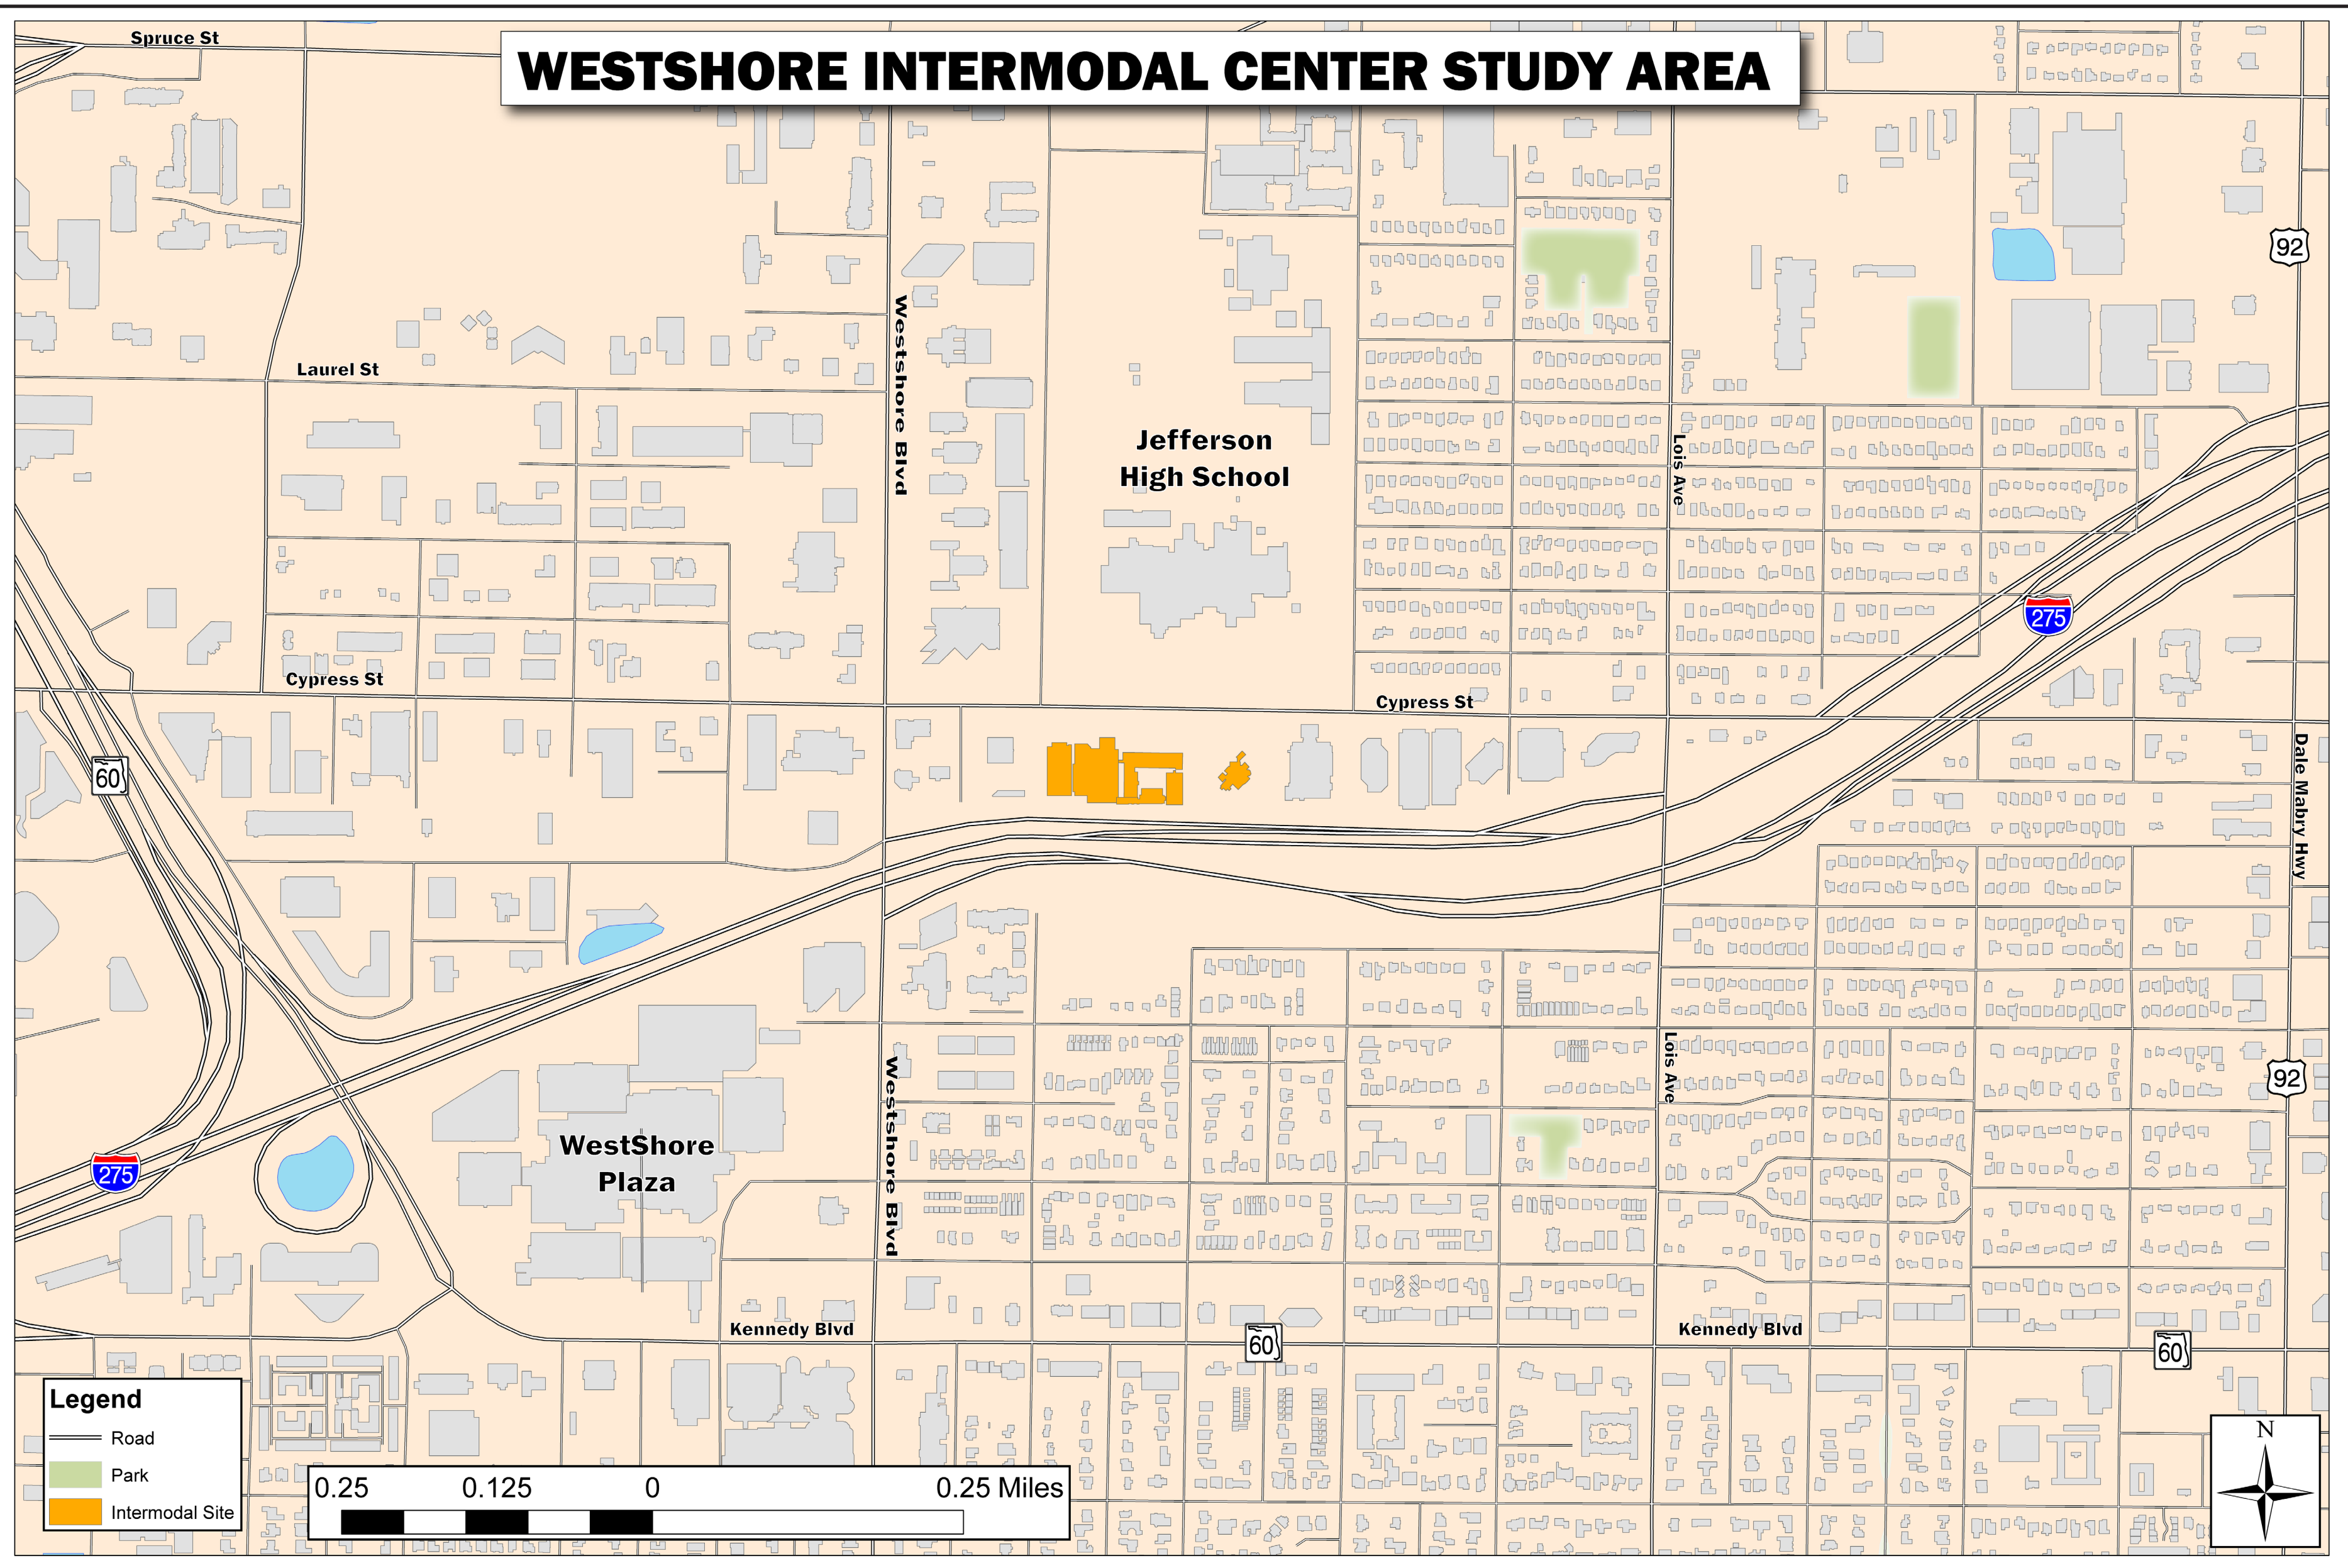 WESTSHORE INTERMODAL CENTER STUDY AREA
Spruce St
92
Westshore Blvd
Laurel St
Jefferson
High School
Lois Ave
275
Cypress St
Cypress St
60
Dale Mabry Hwy
Lois Ave
Westshore Blvd
92
WestShore
Plaza
275
Kennedy Blvd
60
Kennedy Blvd
60
Legend
Road
Park
Intermodal Site
0.25 0.125 0 0.25 Miles
N